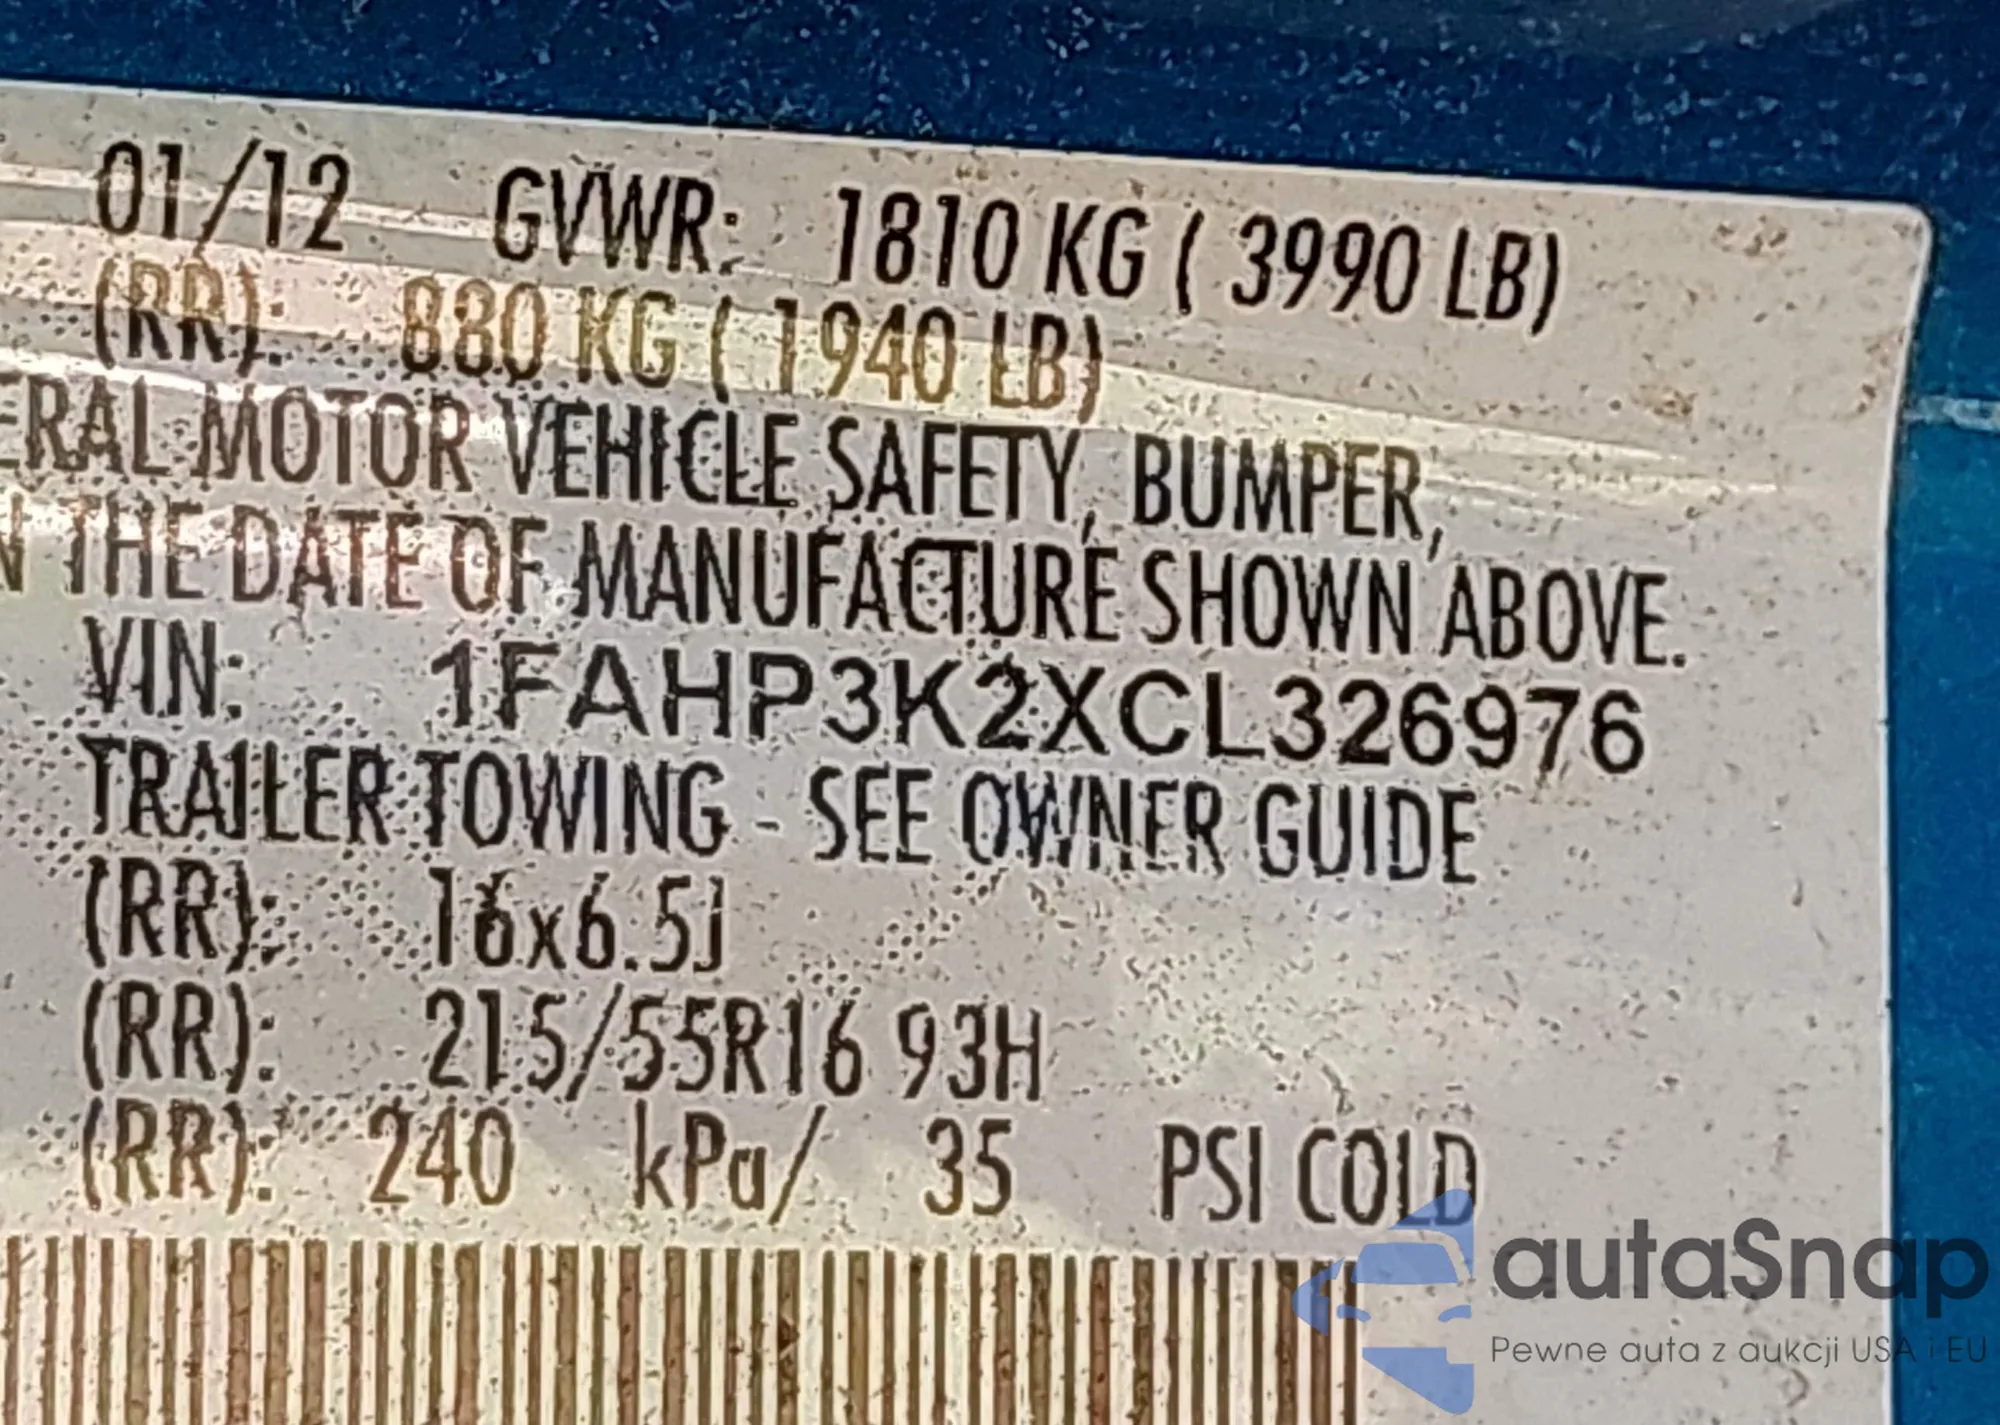 01/12 GVWR: 1810 KG ( 3990 LB)
(RR): 880 KG ( 1940 LB)
ERAL MOTOR VEHICLE SAFETY, BUMPER,
N THE DATE OF MANUFACTURE SHOWN ABOVE.
VIN: 1FAHP3K2XCL326976
TRAILER TOWING - SEE OWNER GUIDE
(RR): 16x6.5J
(RR): 215/55R16 93H
(RR): 240 kPa/ 35 PSI COLD
autaSnap
Pewne auta z aukcji USA i EU